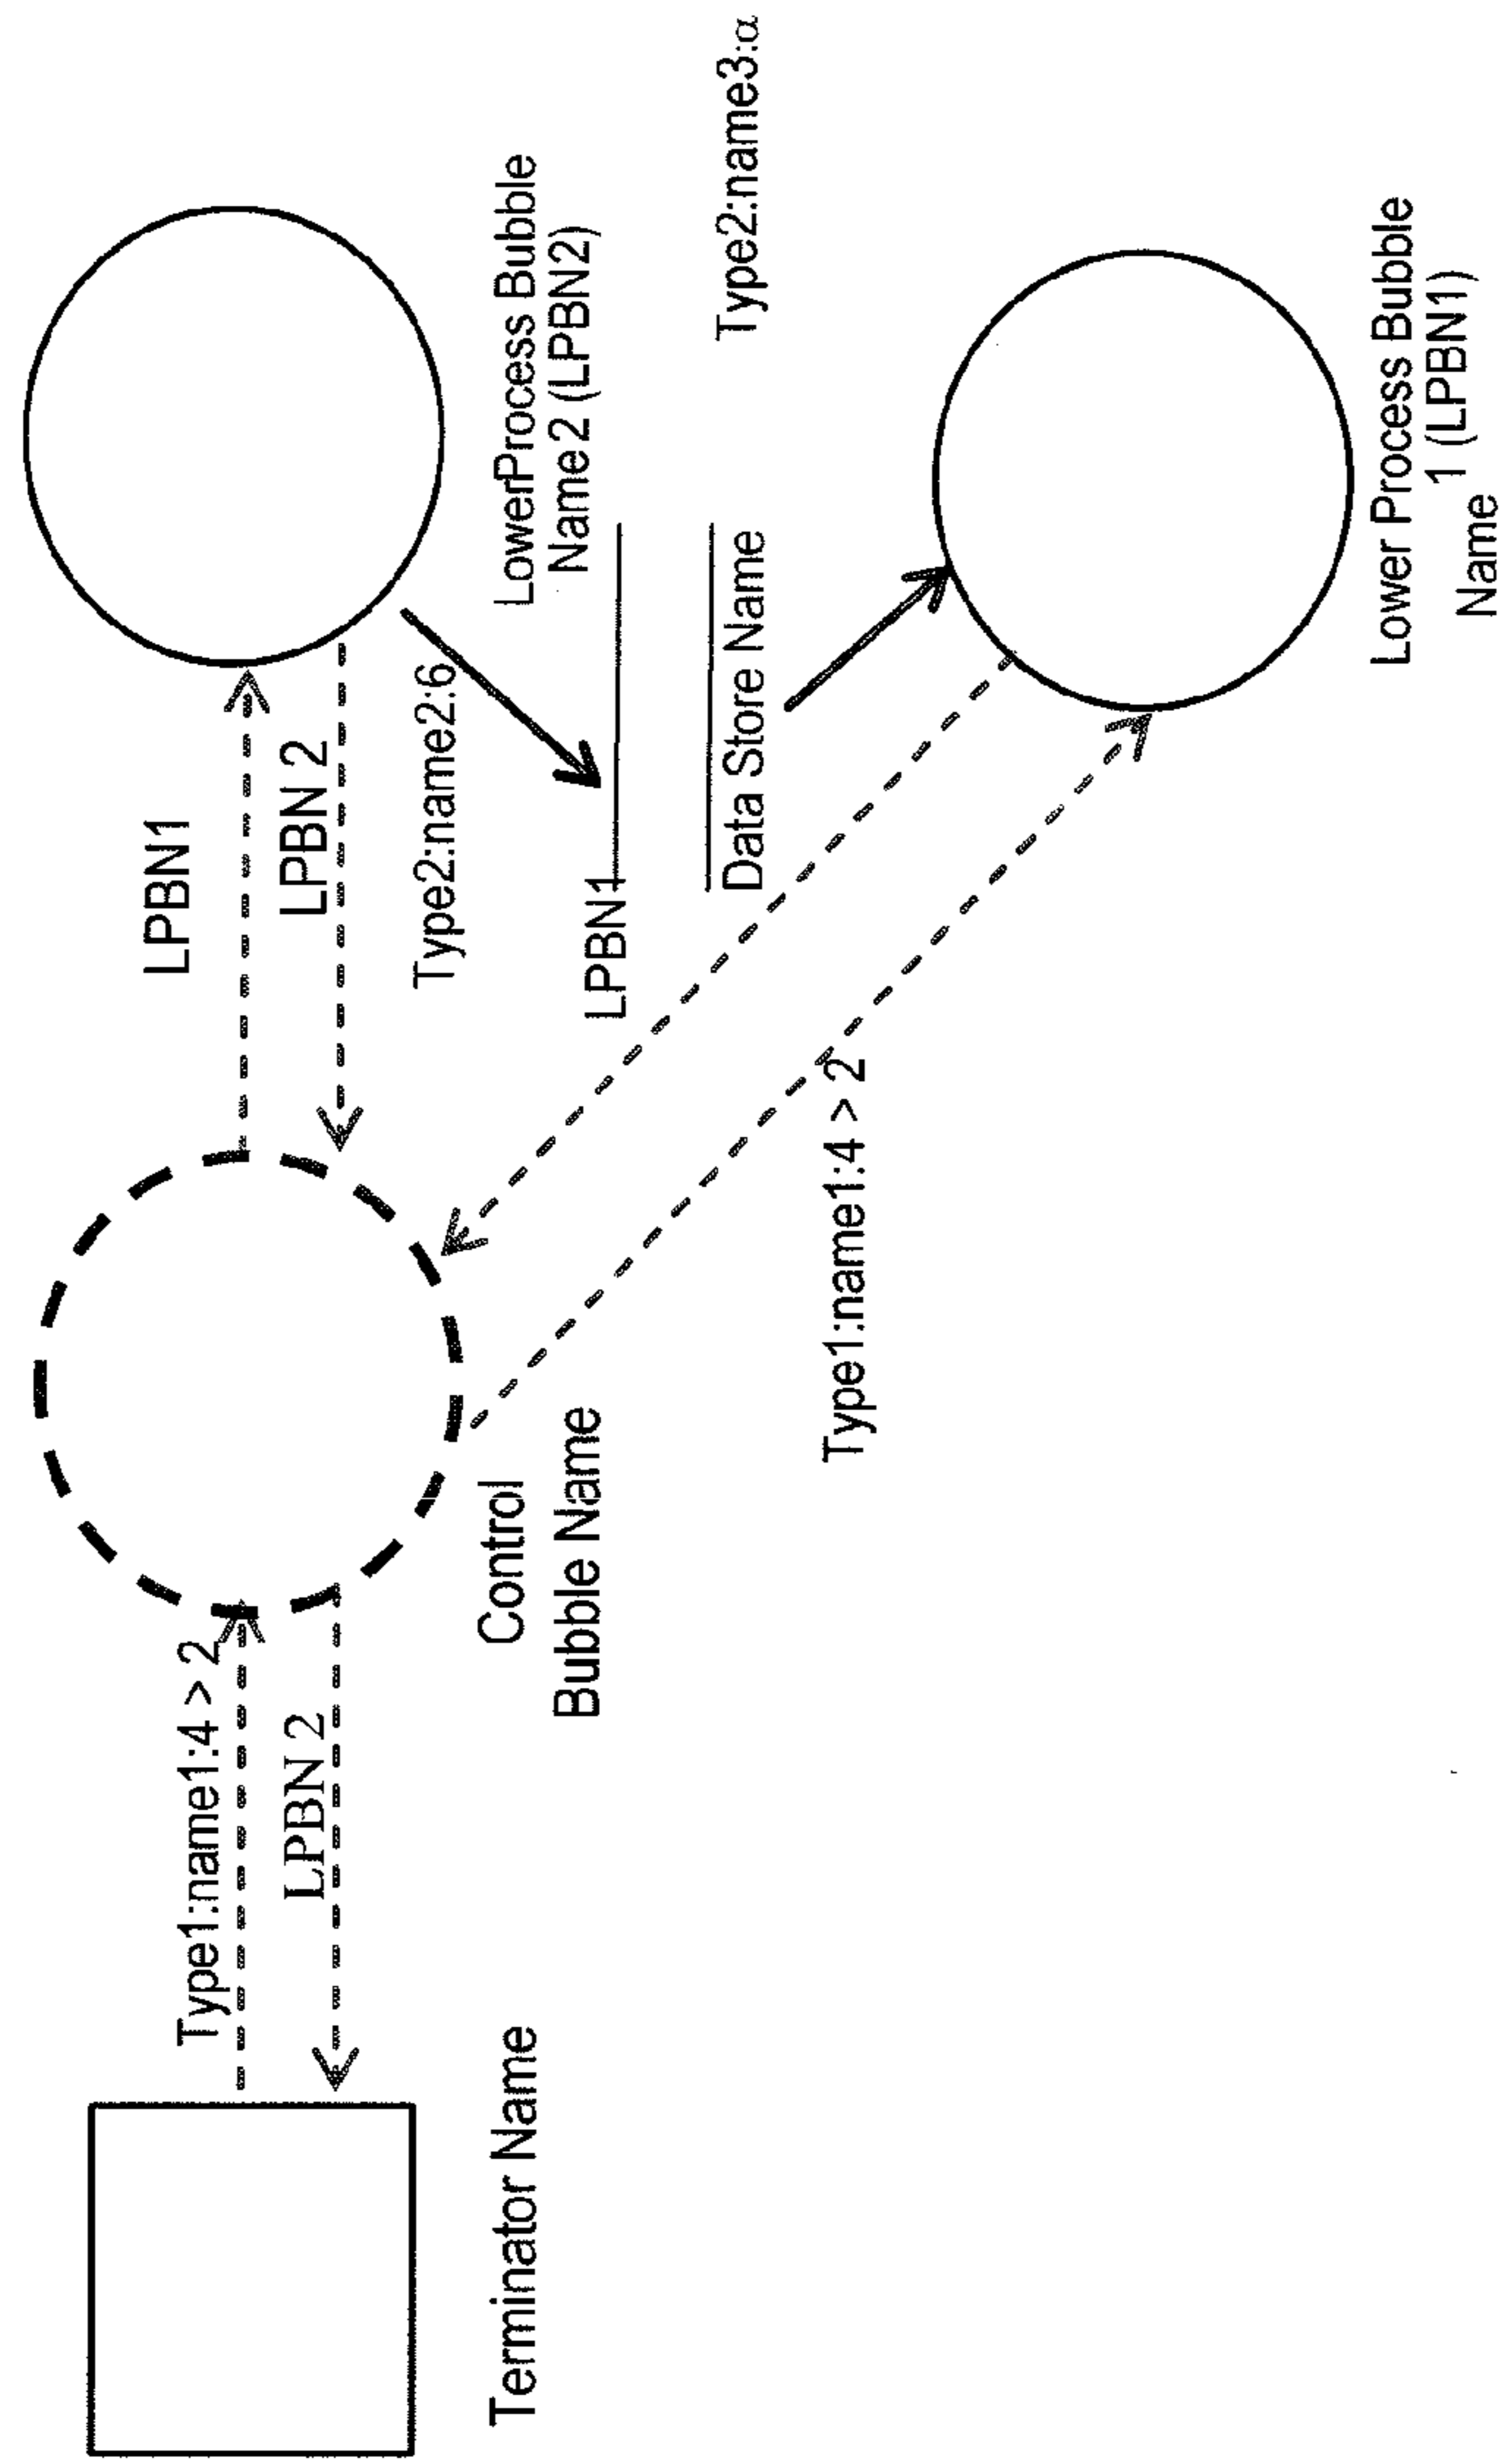 Type1:name1:4 > 2
LPBN 2
Terminator Name
Control
Bubble Name
LPBN1
LPBN 2
Type2:name2:6
LowerProcess Bubble
Name2 (LPBN2)
LPBN1
Data Store Name
Type2:name3:α
Type1:name1:4 > 2
Lower Process Bubble
1 (LPBN1)
Name